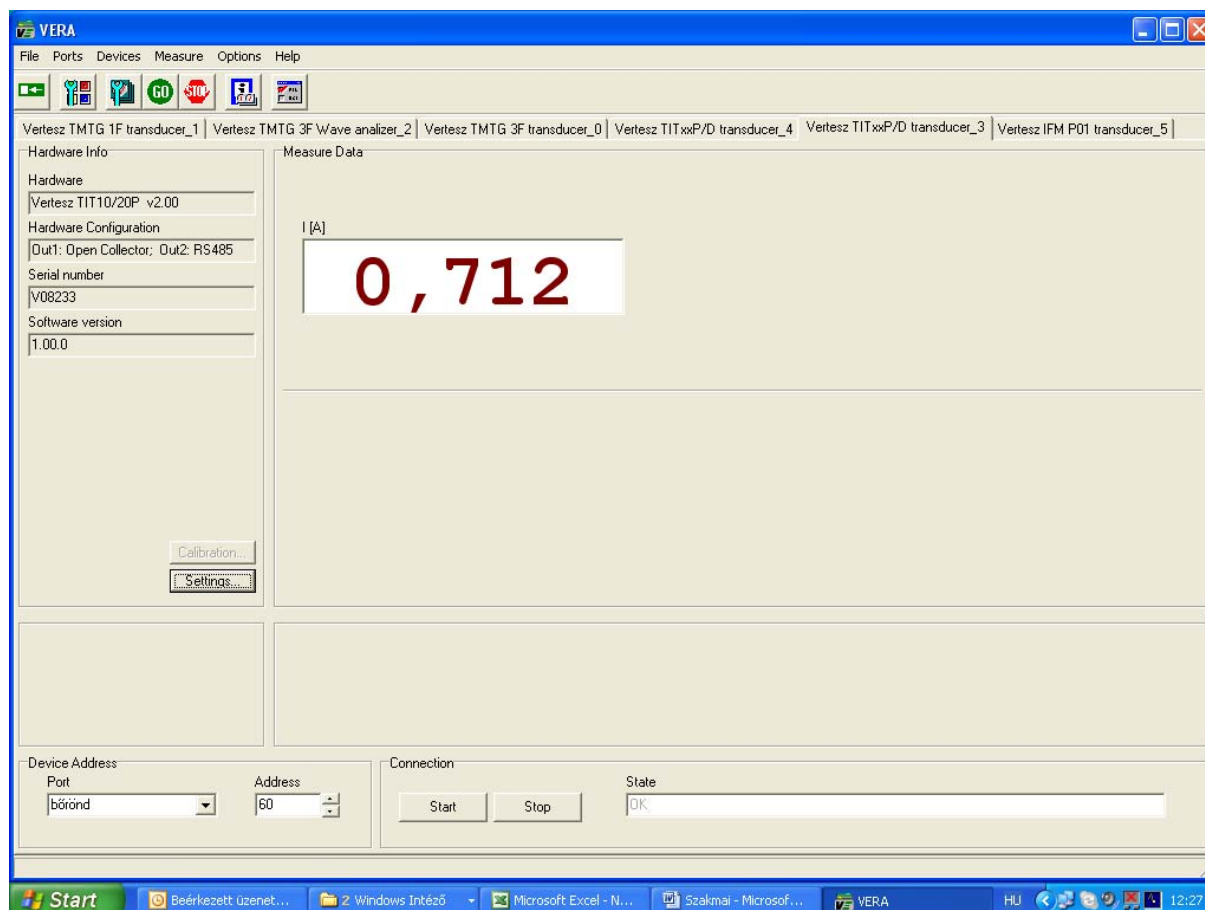 VERA
File Ports Devices Measure Options Help
GO STOP
Vertesz TMTG 1F transducer_1 Vertesz TMTG 3F Wave analizer_2 Vertesz TMTG 3F transducer_0 Vertesz TITxxP/D transducer_4 Vertesz TITxxP/D transducer_3 Vertesz IFM P01 transducer_5
Hardware Info
Hardware
Vertesz TIT10/20P v2.00
Hardware Configuration
Out1: Open Collector; Out2: RS485
Serial number
V08233
Software version
1.00.0
Calibration...
Settings...
Measure Data
I [A]
0,712
Device Address
Port
bőrönd
Address
60
Connection
Start Stop
State
OK
Start Beérkezett üzenet... 2 Windows Intéző Microsoft Excel - N... Szakmai - Microsof... VERA HU 12:27